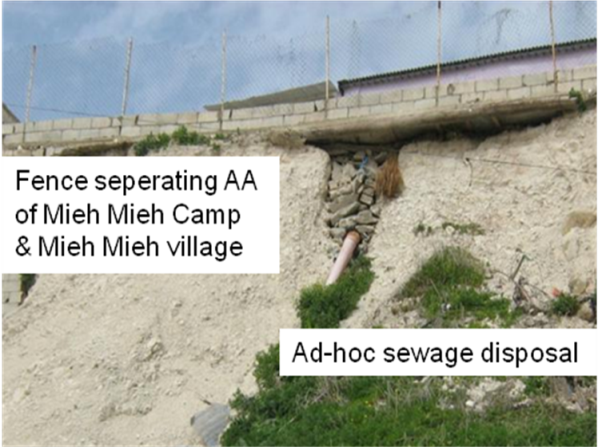 Fence seperating AA
of Mieh Mieh Camp
& Mieh Mieh village
Ad-hoc sewage disposal